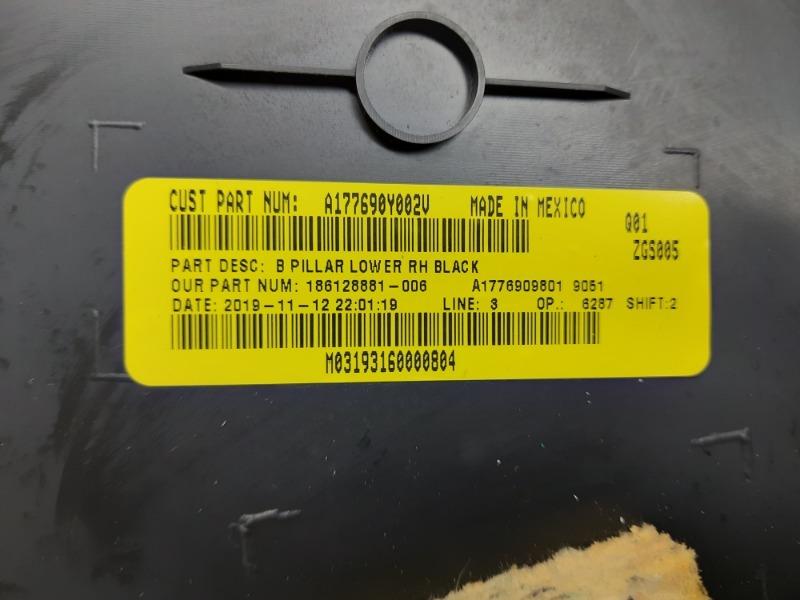 CUST PART NUM: A177690Y002V MADE IN MEXICO
Q01
ZGS005
PART DESC: B PILLAR LOWER RH BLACK
OUR PART NUM: 186128881-006 A1776909801 9051
DATE: 2019-11-12 22:01:19 LINE: 3 OP.: 6287 SHIFT:2
M03193160000804